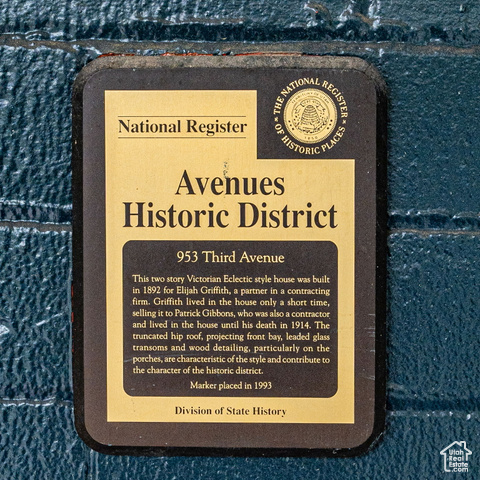 THE NATIONAL REGISTER
OF HISTORIC PLACES
National Register
Avenues
Historic District
953 Third Avenue
This two story Victorian Eclectic style house was built
in 1892 for Elijah Griffith, a partner in a contracting
firm. Griffith lived in the house only a short time,
selling it to Patrick Gibbons, who was also a contractor
and lived in the house until his death in 1914. The
truncated hip roof, projecting front bay, leaded glass
transoms and wood detailing, particularly on the
porches, are characteristic of the style and contribute to
the character of the historic district.
Marker placed in 1993
Division of State History
Utah
Real
Estate
.com